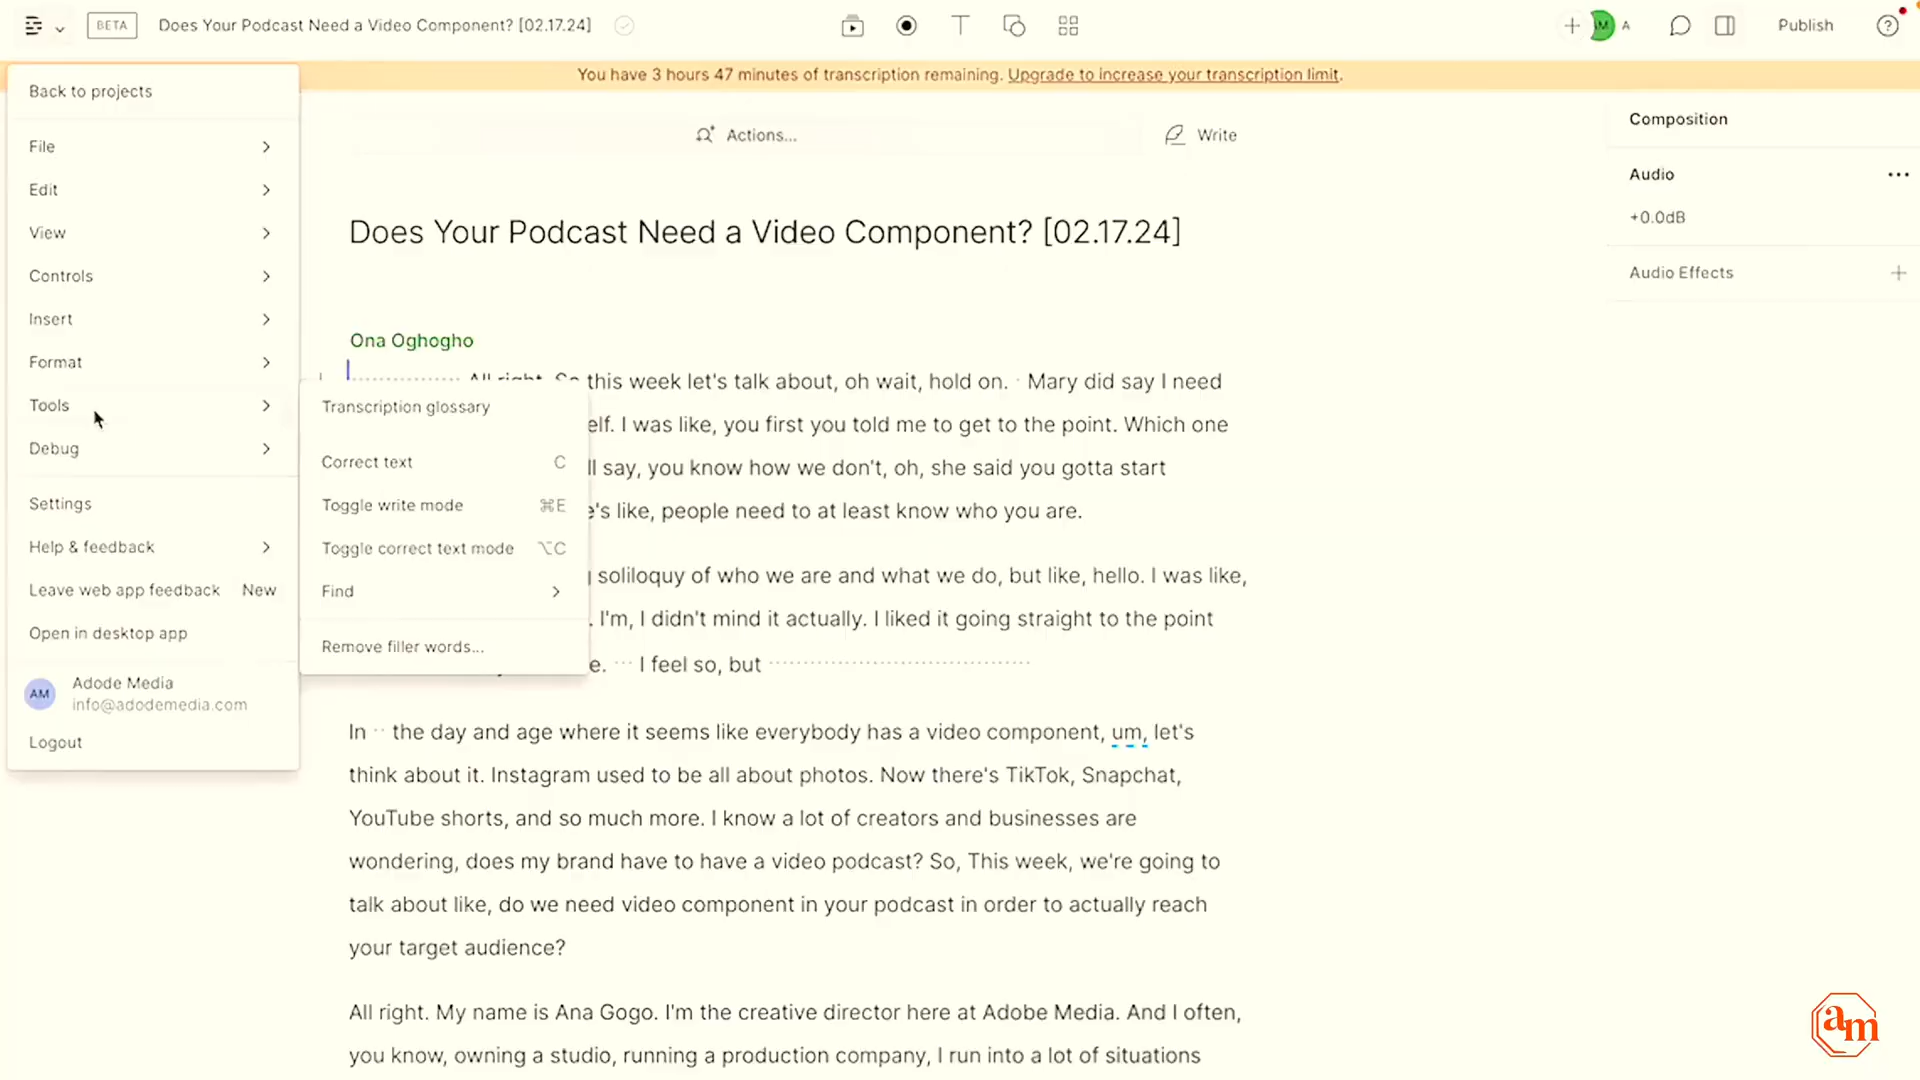 BETA
Does Your Podcast Need a Video Component? [02.17.24]
A
Publish
You have 3 hours 47 minutes of transcription remaining. Upgrade to increase your transcription limit.
Back to projects
File
Edit
View
Controls
Insert
Format
Tools
Debug
Settings
Help & feedback
Leave web app feedback New
Open in desktop app
AM
Adode Media
info@adodemedia.com
Logout
Transcription glossary
Correct text C
Toggle write mode ⌘E
Toggle correct text mode ⌥C
Find
Remove filler words...
Actions...
Write
Does Your Podcast Need a Video Component? [02.17.24]
Ona Oghogho
All right. So this week let's talk about, oh wait, hold on. Mary did say I need
elf. I was like, you first you told me to get to the point. Which one
ll say, you know how we don't, oh, she said you gotta start
e's like, people need to at least know who you are.
soliloquy of who we are and what we do, but like, hello. I was like,
. I'm, I didn't mind it actually. I liked it going straight to the point
e. I feel so, but
In the day and age where it seems like everybody has a video component, um, let's
think about it. Instagram used to be all about photos. Now there's TikTok, Snapchat,
YouTube shorts, and so much more. I know a lot of creators and businesses are
wondering, does my brand have to have a video podcast? So, This week, we're going to
talk about like, do we need video component in your podcast in order to actually reach
your target audience?
All right. My name is Ana Gogo. I'm the creative director here at Adobe Media. And I often,
you know, owning a studio, running a production company, I run into a lot of situations
Composition
Audio
+0.0dB
Audio Effects
am